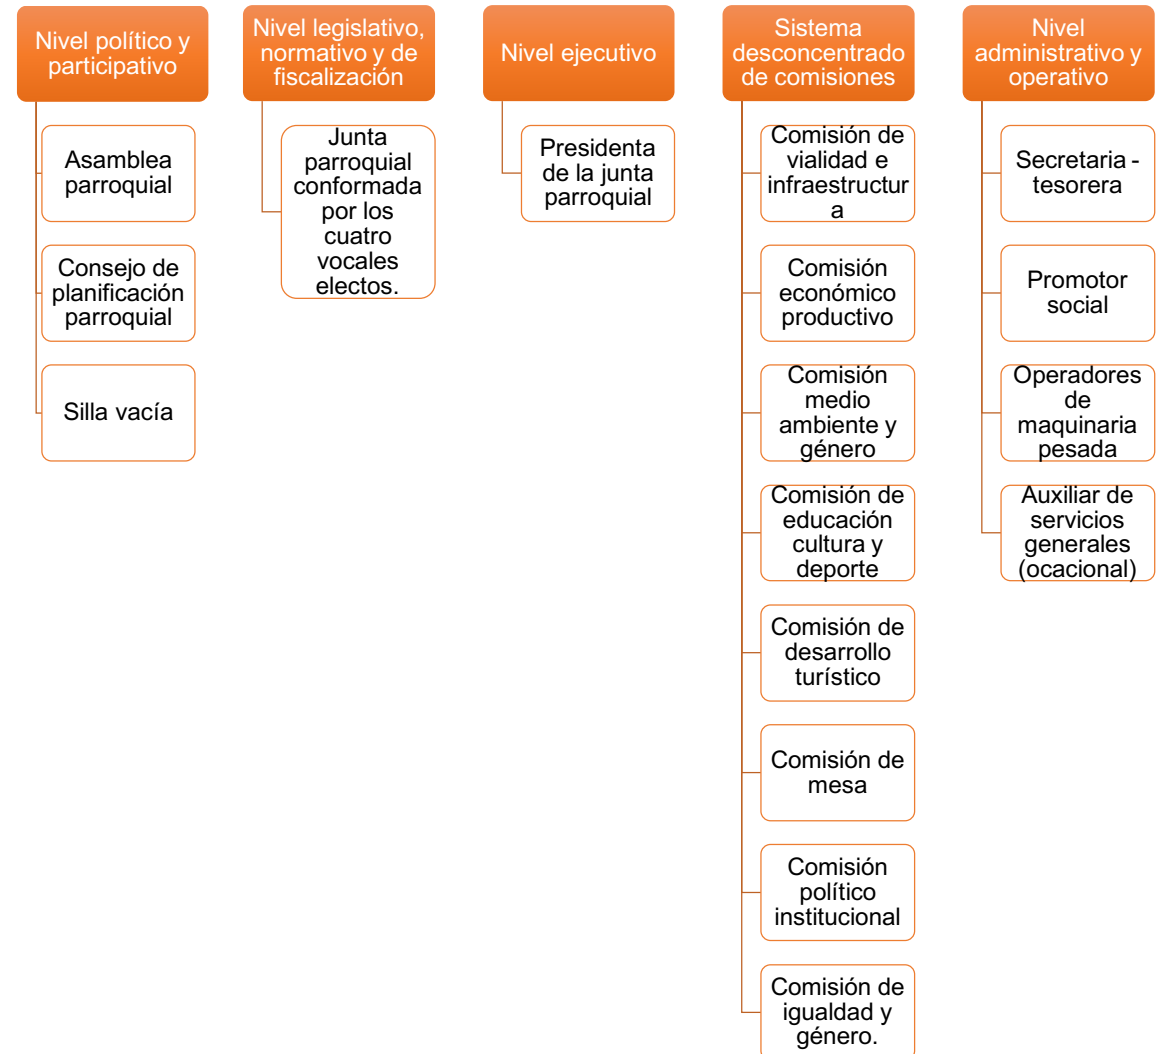 Nivel político y
participativo
Asamblea
parroquial
Consejo de
planificación
parroquial
Silla vacía
Nivel legislativo,
normativo y de
fiscalización
Junta
parroquial
conformada
por los
cuatro
vocales
electos.
Nivel ejecutivo
Presidenta
de la junta
parroquial
Sistema
desconcentrado
de comisiones
Comisión de
vialidad e
infraestructur
a
Comisión
económico
productivo
Comisión
medio
ambiente y
género
Comisión de
educación
cultura y
deporte
Comisión de
desarrollo
turístico
Comisión de
mesa
Comisión
político
institucional
Comisión de
igualdad y
género.
Nivel
administrativo y
operativo
Secretaria -
tesorera
Promotor
social
Operadores
de
maquinaria
pesada
Auxiliar de
servicios
generales
(ocacional)